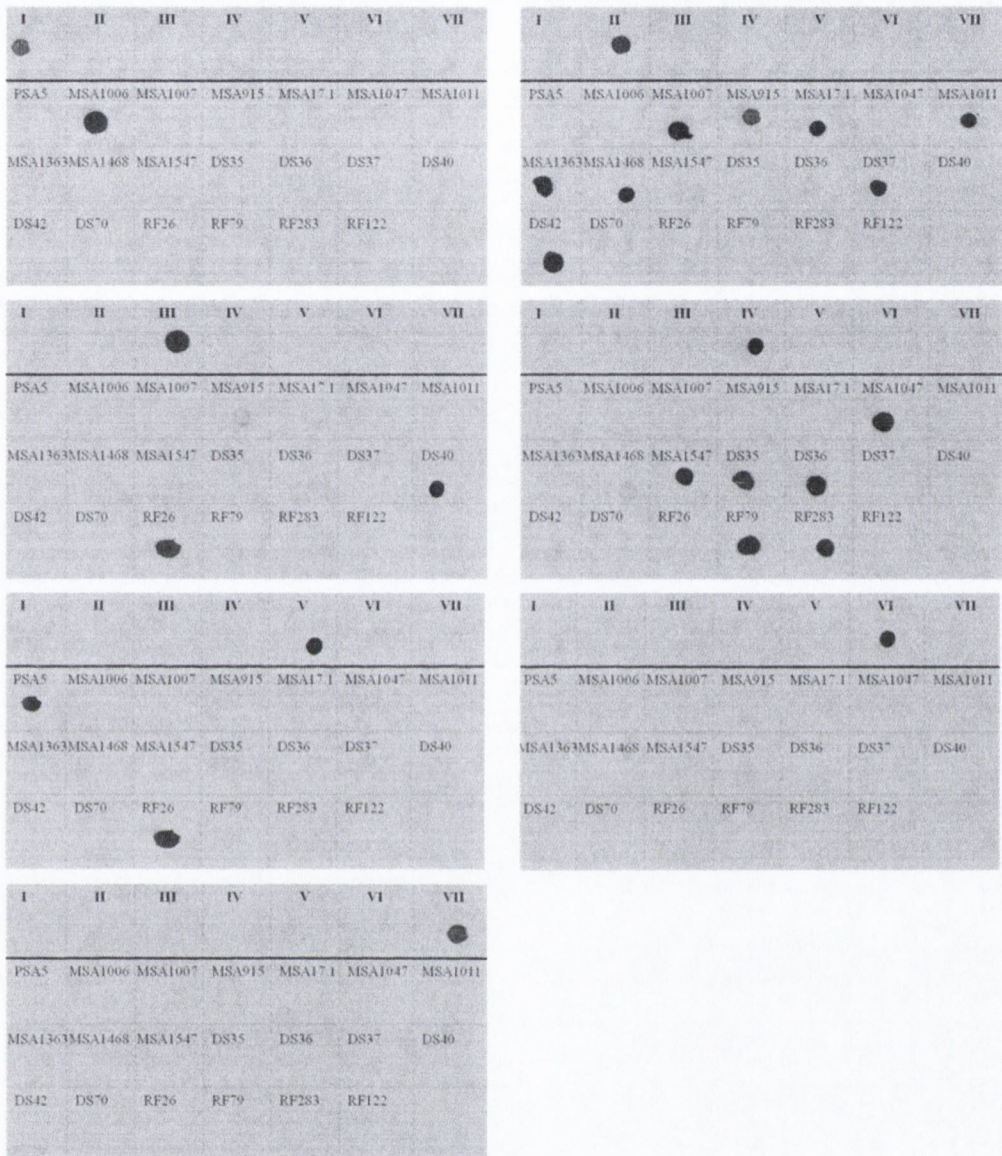 I II III IV V VI VII
PSA5 MSA1006 MSA1007 MSA915 MSA17.1 MSA1047 MSA1011
MSA1363 MSA1468 MSA1547 DS35 DS36 DS37 DS40
DS42 DS70 RF26 RF79 RF283 RF122
I II III IV V VI VII
PSA5 MSA1006 MSA1007 MSA915 MSA17.1 MSA1047 MSA1011
MSA1363 MSA1468 MSA1547 DS35 DS36 DS37 DS40
DS42 DS70 RF26 RF79 RF283 RF122
I II III IV V VI VII
PSA5 MSA1006 MSA1007 MSA915 MSA17.1 MSA1047 MSA1011
MSA1363 MSA1468 MSA1547 DS35 DS36 DS37 DS40
DS42 DS70 RF26 RF79 RF283 RF122
I II III IV V VI VII
PSA5 MSA1006 MSA1007 MSA915 MSA17.1 MSA1047 MSA1011
MSA1363 MSA1468 MSA1547 DS35 DS36 DS37 DS40
DS42 DS70 RF26 RF79 RF283 RF122
I II III IV V VI VII
PSA5 MSA1006 MSA1007 MSA915 MSA17.1 MSA1047 MSA1011
MSA1363 MSA1468 MSA1547 DS35 DS36 DS37 DS40
DS42 DS70 RF26 RF79 RF283 RF122
I II III IV V VI VII
PSA5 MSA1006 MSA1007 MSA915 MSA17.1 MSA1047 MSA1011
MSA1363 MSA1468 MSA1547 DS35 DS36 DS37 DS40
DS42 DS70 RF26 RF79 RF283 RF122
I II III IV V VI VII
PSA5 MSA1006 MSA1007 MSA915 MSA17.1 MSA1047 MSA1011
MSA1363 MSA1468 MSA1547 DS35 DS36 DS37 DS40
DS42 DS70 RF26 RF79 RF283 RF122